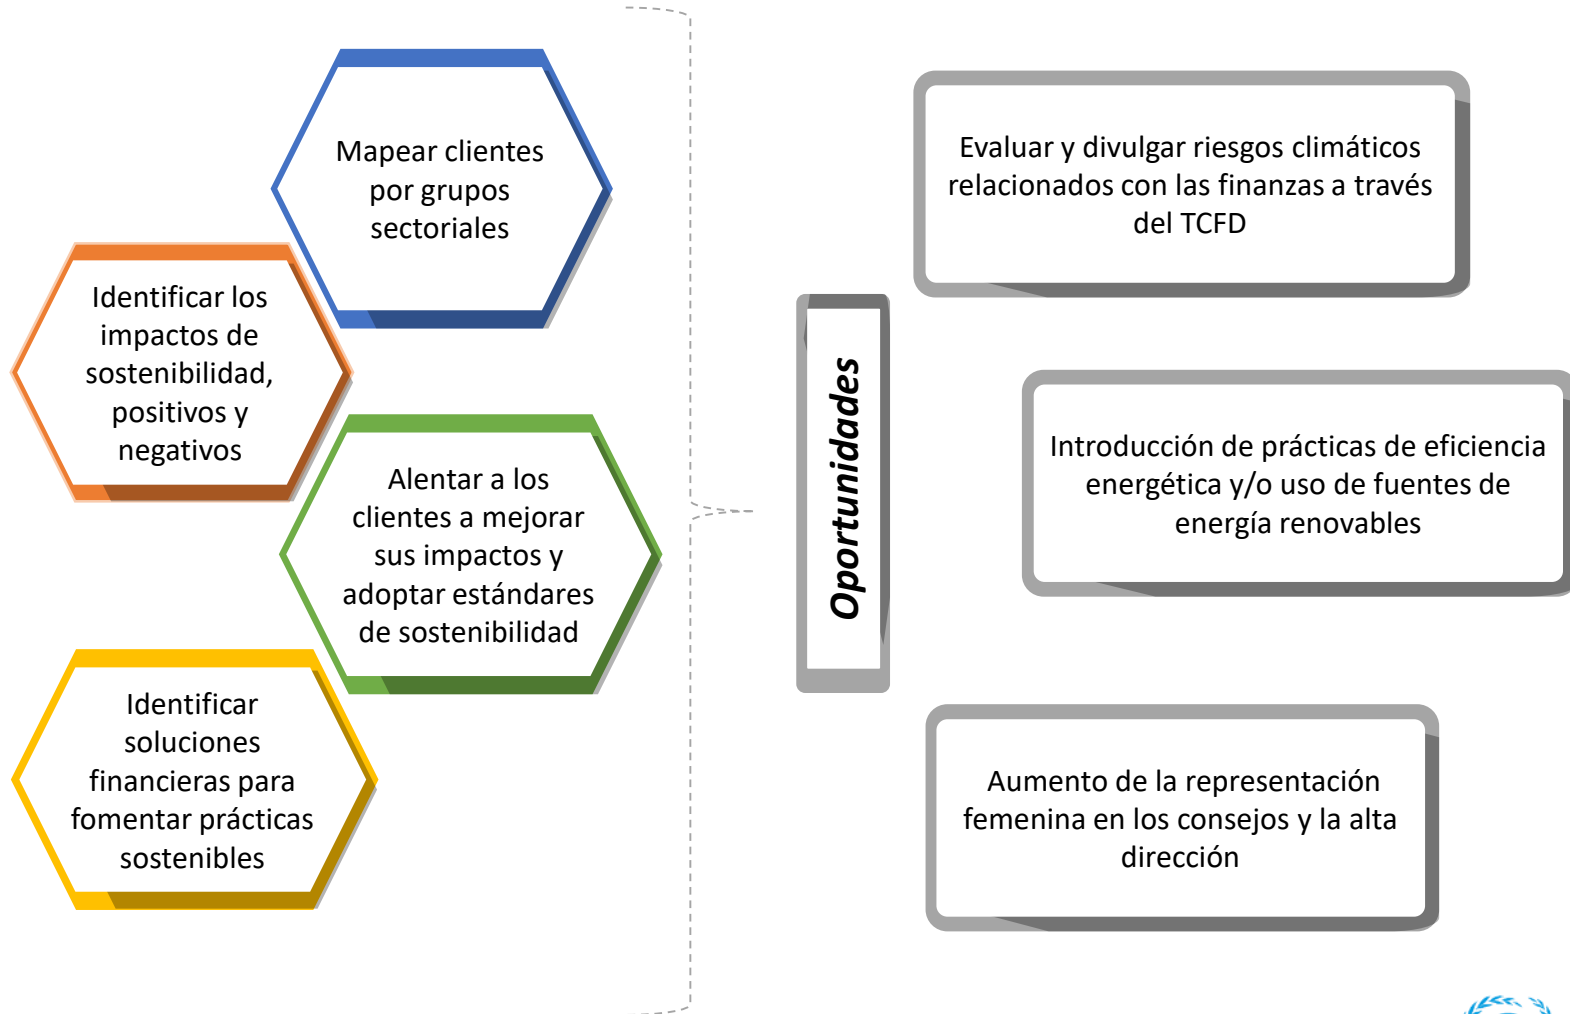 Mapear clientes
por grupos
sectoriales
Identificar los
impactos de
sostenibilidad,
positivos y
negativos
Alentar a los
clientes a mejorar
sus impactos y
adoptar estándares
de sostenibilidad
Identificar
soluciones
financieras para
fomentar prácticas
sostenibles
Oportunidades
Evaluar y divulgar riesgos climáticos
relacionados con las finanzas a través
del TCFD
Introducción de prácticas de eficiencia
energética y/o uso de fuentes de
energía renovables
Aumento de la representación
femenina en los consejos y la alta
dirección